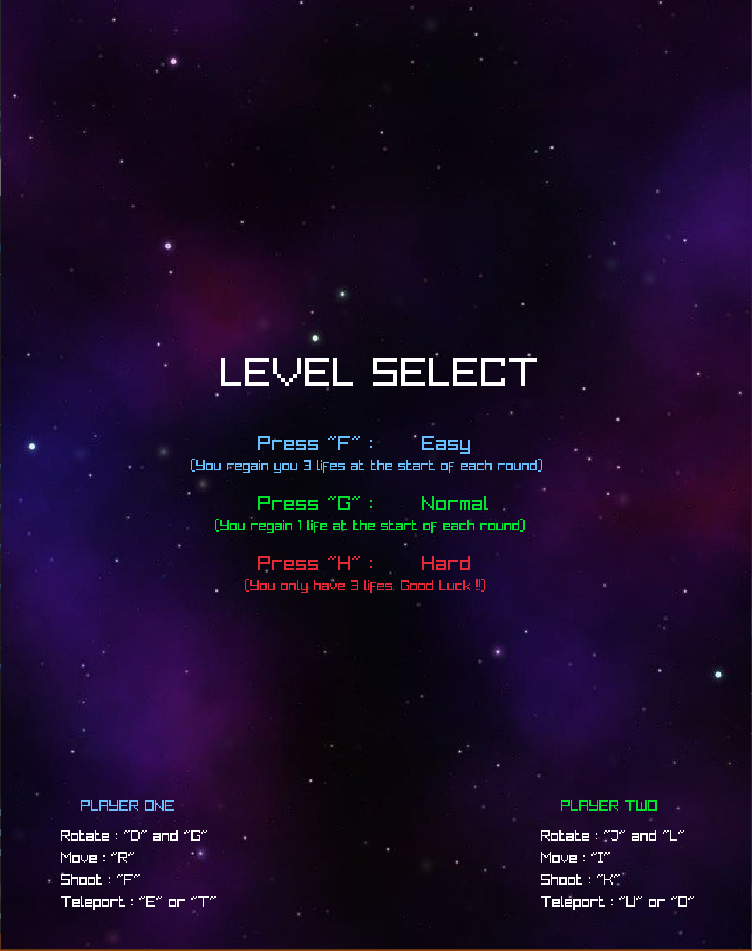 LEVEL SELECT
Press "F" : Easy
(You regain you 3 lifes at the start of each round)
Press "G" : Normal
(You regain 1 life at the start of each round)
Press "H" : Hard
(You only have 3 lifes. Good Luck !!)
PLAYER ONE
Rotate : "D" and "G"
Move : "R"
Shoot : "F"
Teleport : "E" or "T"
PLAYER TWO
Rotate : "J" and "L"
Move : "I"
Shoot : "K"
Teleport : "U" or "O"